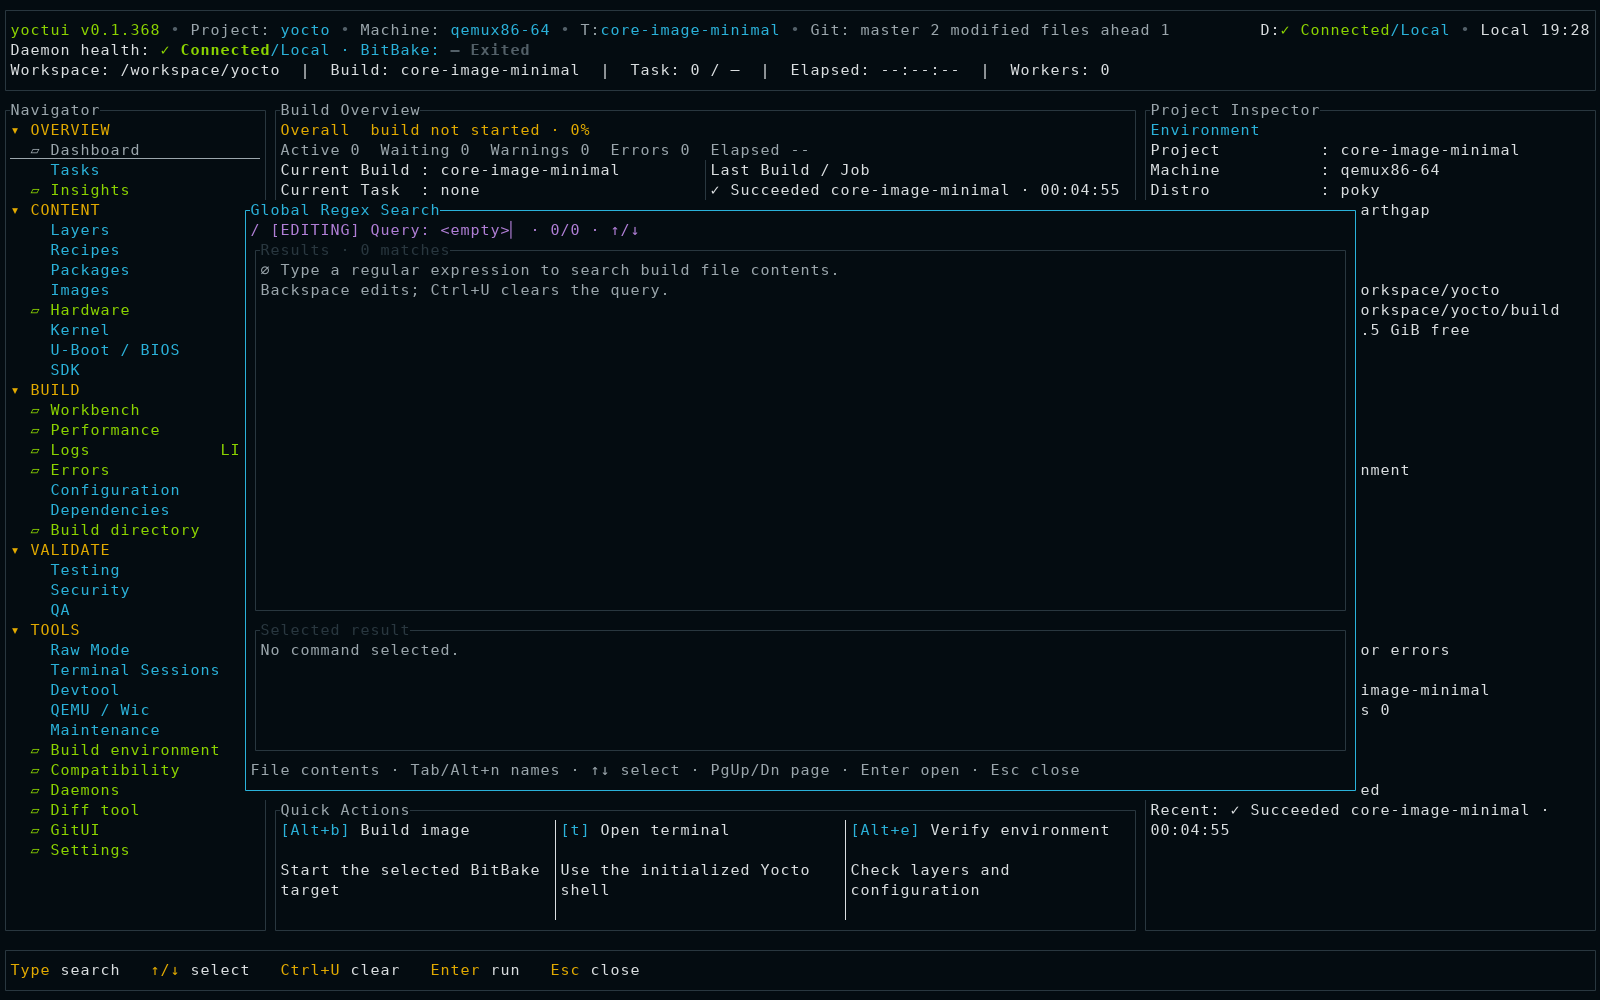 yoctui v0.1.368 • Project: yocto • Machine: qemux86-64 • T:core-image-minimal • Git: master 2 modified files ahead 1 D:✓ Connected/Local • Local 19:28
Daemon health: ✓ Connected/Local · BitBake: — Exited
Workspace: /workspace/yocto | Build: core-image-minimal | Task: 0 / — | Elapsed: --:--:-- | Workers: 0
Navigator
▾ OVERVIEW
▱ Dashboard
Tasks
▱ Insights
▾ CONTENT
Layers
Recipes
Packages
Images
▱ Hardware
Kernel
U-Boot / BIOS
SDK
▾ BUILD
▱ Workbench
▱ Performance
▱ Logs LI
▱ Errors
Configuration
Dependencies
▱ Build directory
▾ VALIDATE
Testing
Security
QA
▾ TOOLS
Raw Mode
Terminal Sessions
Devtool
QEMU / Wic
Maintenance
▱ Build environment
▱ Compatibility
▱ Daemons
▱ Diff tool
▱ GitUI
▱ Settings
Build Overview
Overall build not started · 0%
Active 0 Waiting 0 Warnings 0 Errors 0 Elapsed --
Current Build : core-image-minimal
Current Task : none
Last Build / Job
✓ Succeeded core-image-minimal · 00:04:55
Global Regex Search
/ [EDITING] Query: <empty> · 0/0 · ↑/↓
Results · 0 matches
∅ Type a regular expression to search build file contents.
Backspace edits; Ctrl+U clears the query.
Selected result
No command selected.
File contents · Tab/Alt+n names · ↑↓ select · PgUp/Dn page · Enter open · Esc close
Quick Actions
[Alt+b] Build image
Start the selected BitBake
target
[t] Open terminal
Use the initialized Yocto
shell
[Alt+e] Verify environment
Check layers and
configuration
Project Inspector
Environment
Project : core-image-minimal
Machine : qemux86-64
Distro : poky
arthgap
orkspace/yocto
orkspace/yocto/build
.5 GiB free
nment
or errors
image-minimal
s 0
ed
Recent: ✓ Succeeded core-image-minimal ·
00:04:55
Type search ↑/↓ select Ctrl+U clear Enter run Esc close